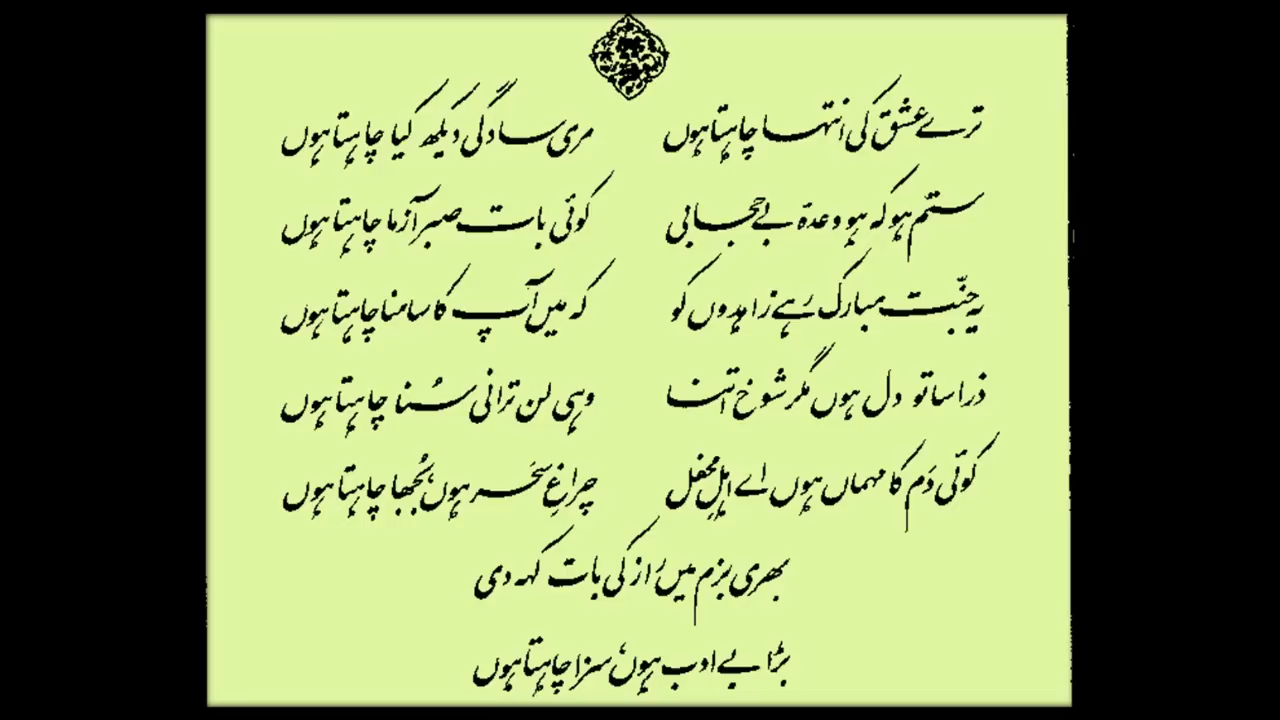 ترے عشق کی انتہا چاہتا ہوں مری سادگی دیکھ کیا چاہتا ہوں
ستم ہو کہ ہو وعدۂ بے حجابی کوئی بات صبر آزما چاہتا ہوں
یہ جنّت مبارک رہے زاہدوں کو کہ میں آپ کا سامنا چاہتا ہوں
ذرا سا تو دل ہوں مگر شوخ اتنا وہی لن ترانی سُنا چاہتا ہوں
کوئی دَم کا مہماں ہوں اے اہلِ محفل چراغِ سَحَر ہوں، بُجھا چاہتا ہوں
بھری بزم میں راز کی بات کہہ دی
بڑا بے ادب ہوں، سزا چاہتا ہوں